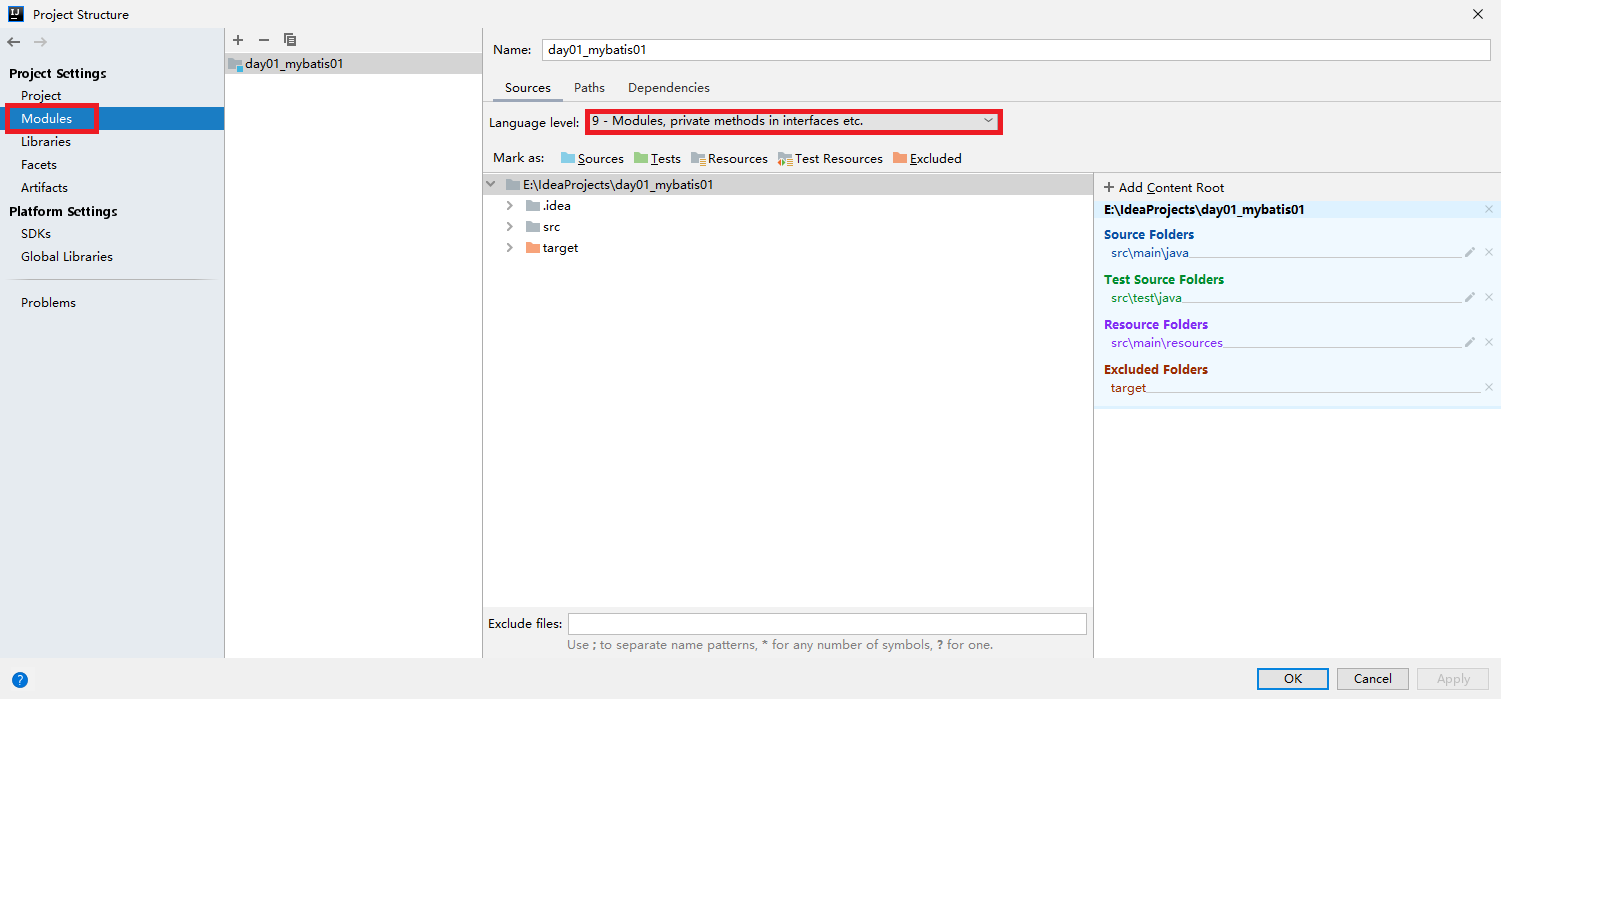 Project Structure
Project Settings
Project
Modules
Libraries
Facets
Artifacts
Platform Settings
SDKs
Global Libraries
Problems
day01_mybatis01
Name: day01_mybatis01
Sources Paths Dependencies
Language level: 9 - Modules, private methods in interfaces etc.
Mark as: Sources Tests Resources Test Resources Excluded
E:\IdeaProjects\day01_mybatis01
.idea
src
target
+ Add Content Root
E:\IdeaProjects\day01_mybatis01
Source Folders
src\main\java
Test Source Folders
src\test\java
Resource Folders
src\main\resources
Excluded Folders
target
Exclude files:
Use ; to separate name patterns, * for any number of symbols, ? for one.
? OK Cancel Apply